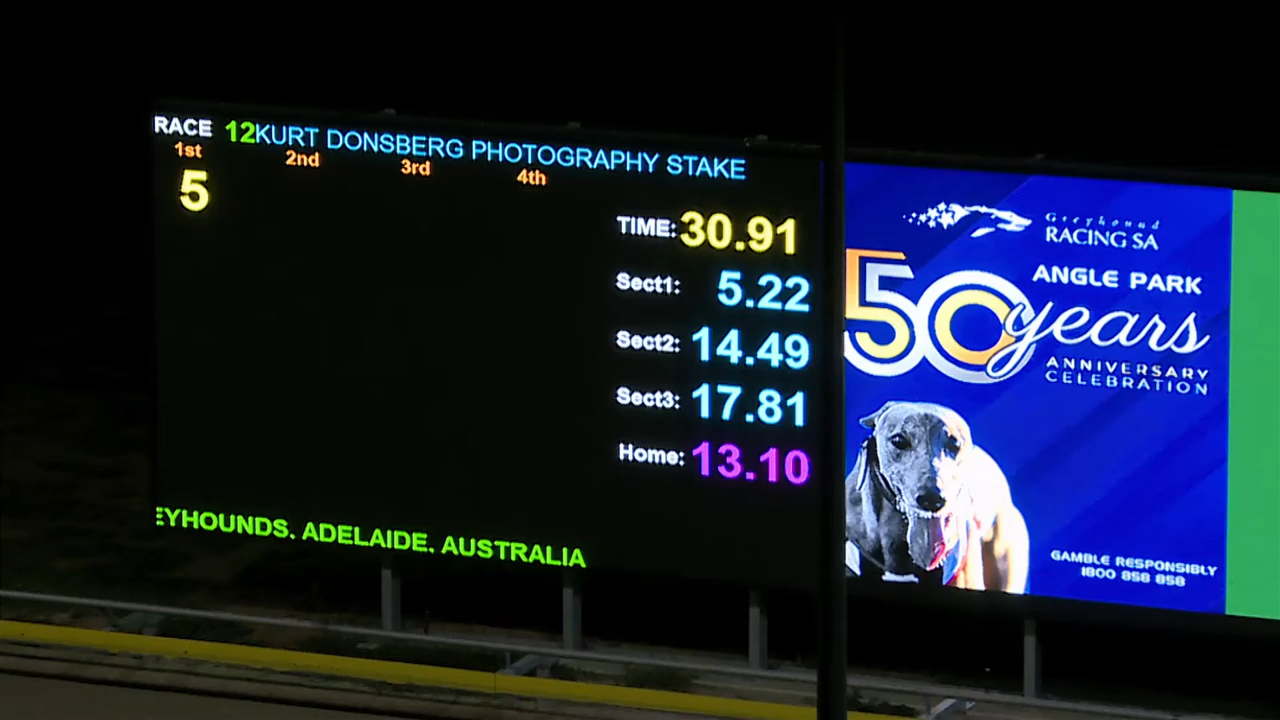 RACE 12KURT DONSBERG PHOTOGRAPHY STAKE
1st 2nd 3rd 4th
5
TIME: 30.91
Sect1: 5.22
Sect2: 14.49
Sect3: 17.81
Home: 13.10
EYHOUNDS. ADELAIDE. AUSTRALIA
Greyhound
RACING SA
ANGLE PARK
50 years
ANNIVERSARY
CELEBRATION
GAMBLE RESPONSIBLY
1800 858 858